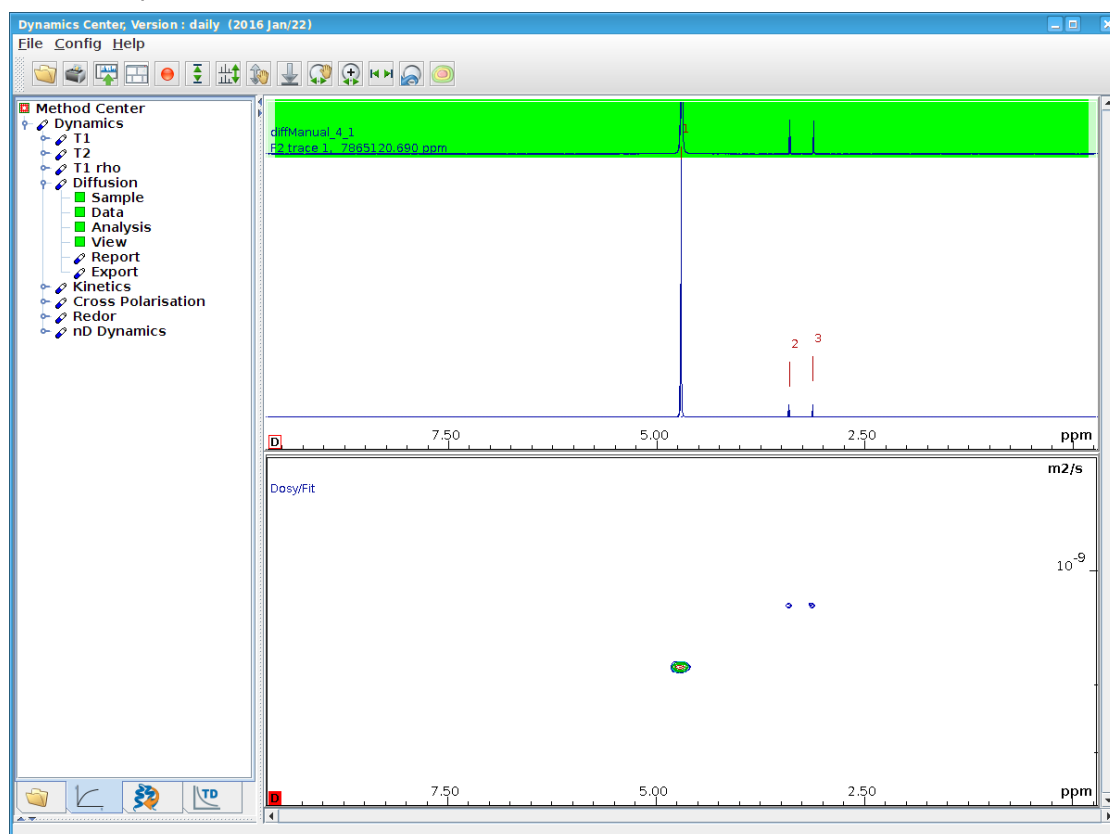 Dynamics Center, Version : daily (2016 Jan/22)
File Config Help
Method Center
Dynamics
T1
T2
T1 rho
Diffusion
Sample
Data
Analysis
View
Report
Export
Kinetics
Cross Polarisation
Redor
nD Dynamics
TD
diffManual_4_1
F2 trace 1, 7865120.690 ppm
1
2 3
D 7.50 5.00 2.50 ppm
m2/s
Dosy/Fit
10-9
D 7.50 5.00 2.50 ppm